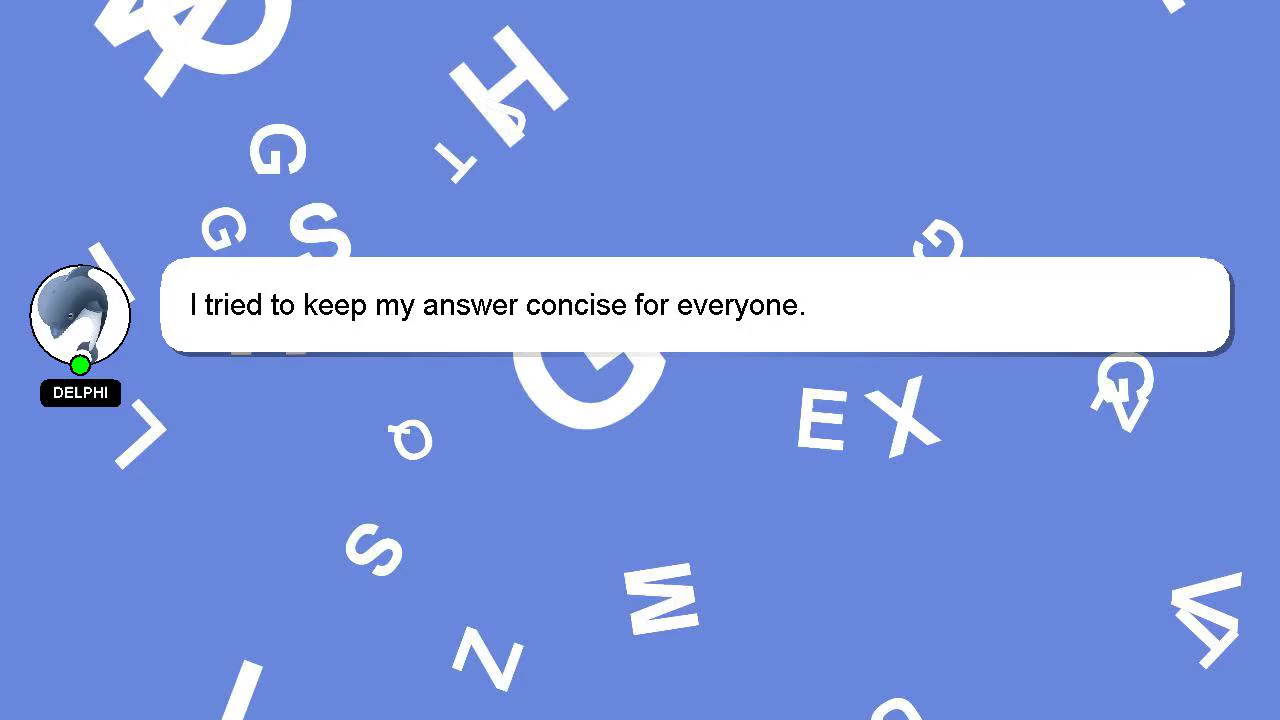 I tried to keep my answer concise for everyone.
DELPHI
H
T
G
G
S
G
L
Q
G
E X
S
M
Z
V